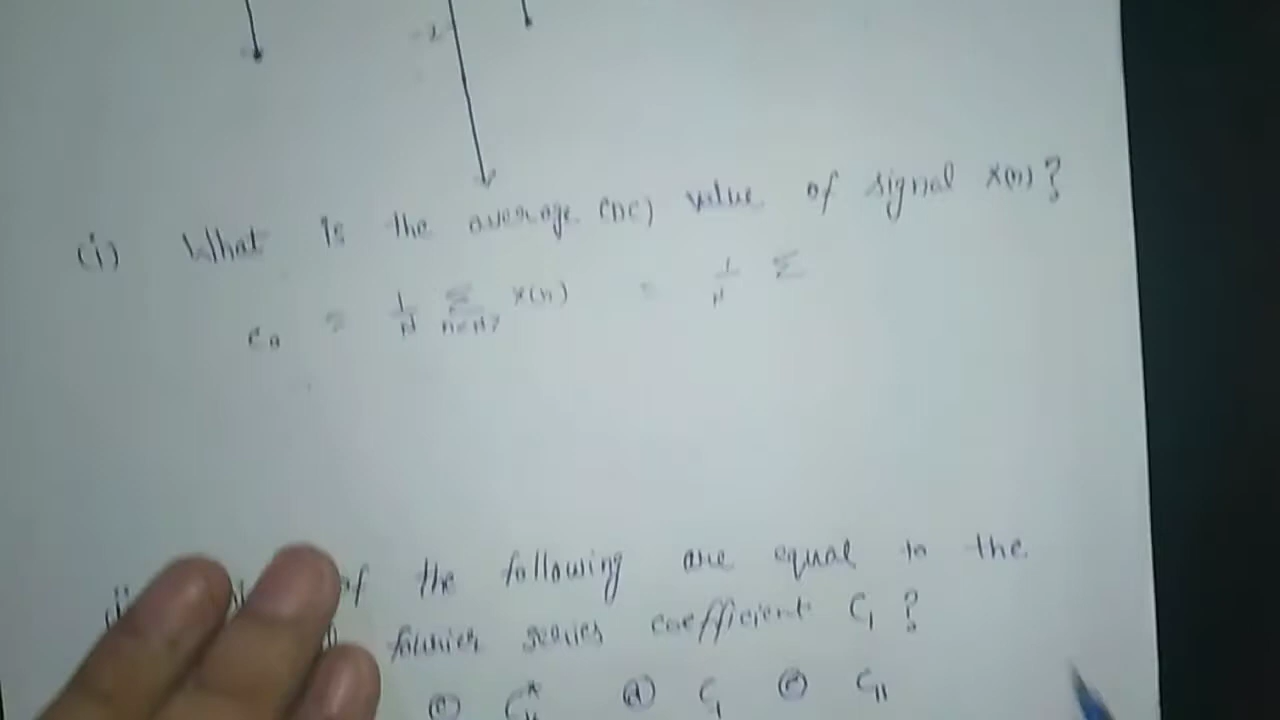 (i) What is the average (DC) value of signal x(n)?
c₀ = 1/N Σ n=<N> x(n) = 1/N Σ
of the following are equal to the
fourier series coefficient C₁ ?
(c) (d) (e) C₁₁